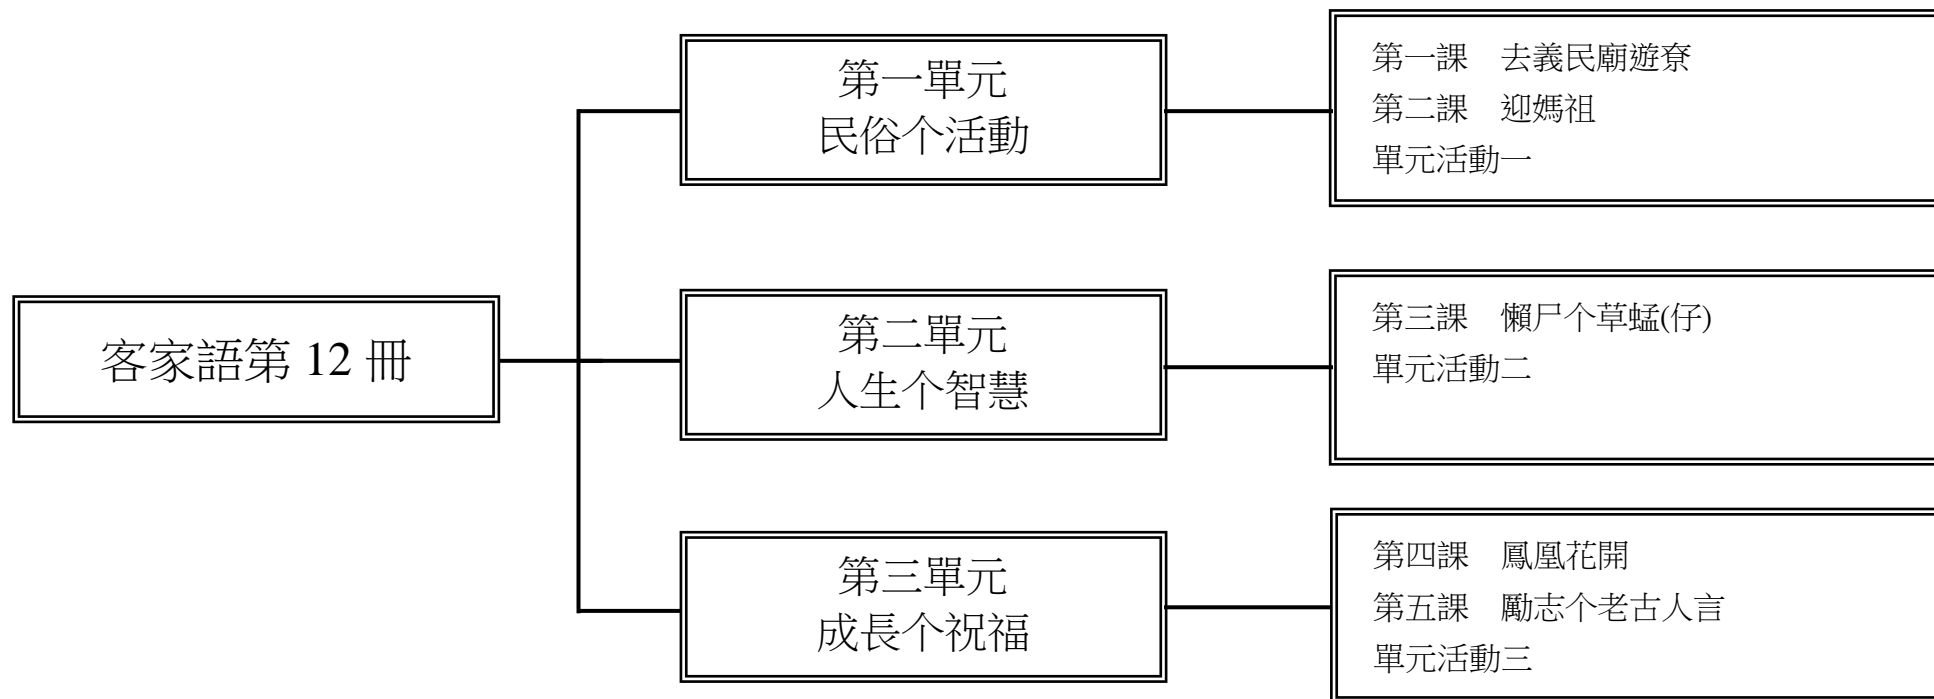 客家語第 12 冊
第一單元
民俗个活動
第一課　去義民廟遊尞
第二課　迎媽祖
單元活動一
第二單元
人生个智慧
第三課　懶尸个草蜢(仔)
單元活動二
第三單元
成長个祝福
第四課　鳳凰花開
第五課　勵志个老古人言
單元活動三